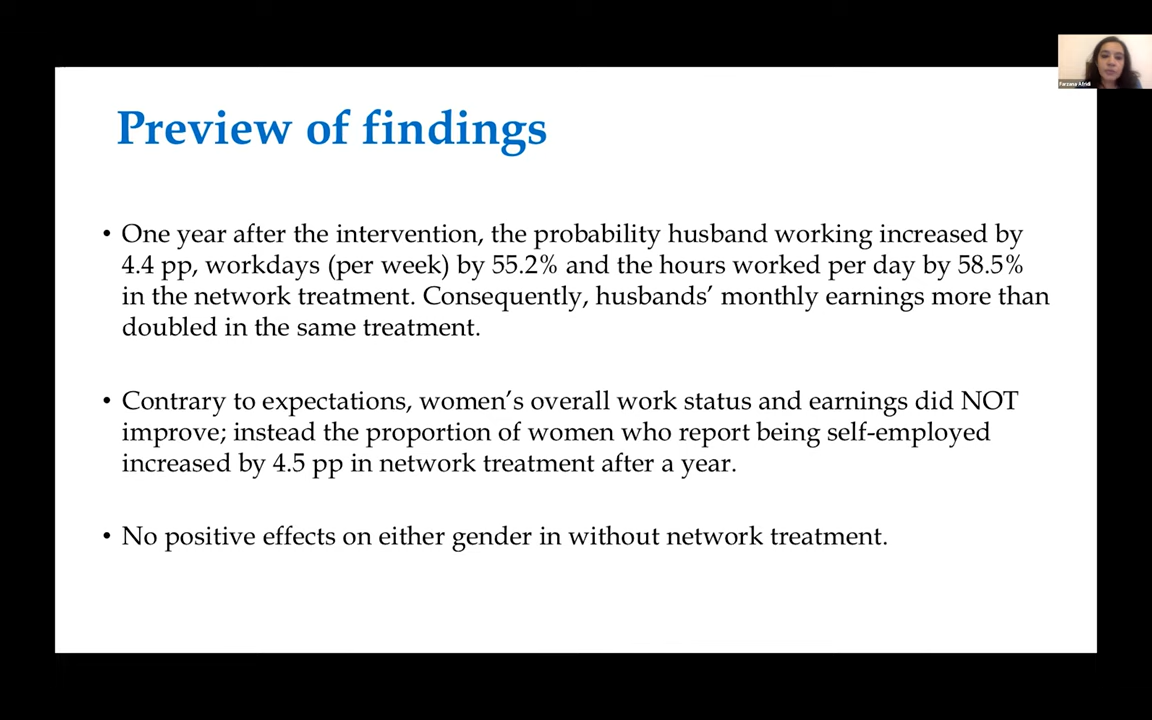 Preview of findings
• One year after the intervention, the probability husband working increased by
4.4 pp, workdays (per week) by 55.2% and the hours worked per day by 58.5%
in the network treatment. Consequently, husbands’ monthly earnings more than
doubled in the same treatment.
• Contrary to expectations, women’s overall work status and earnings did NOT
improve; instead the proportion of women who report being self-employed
increased by 4.5 pp in network treatment after a year.
• No positive effects on either gender in without network treatment.
Farzana Afridi